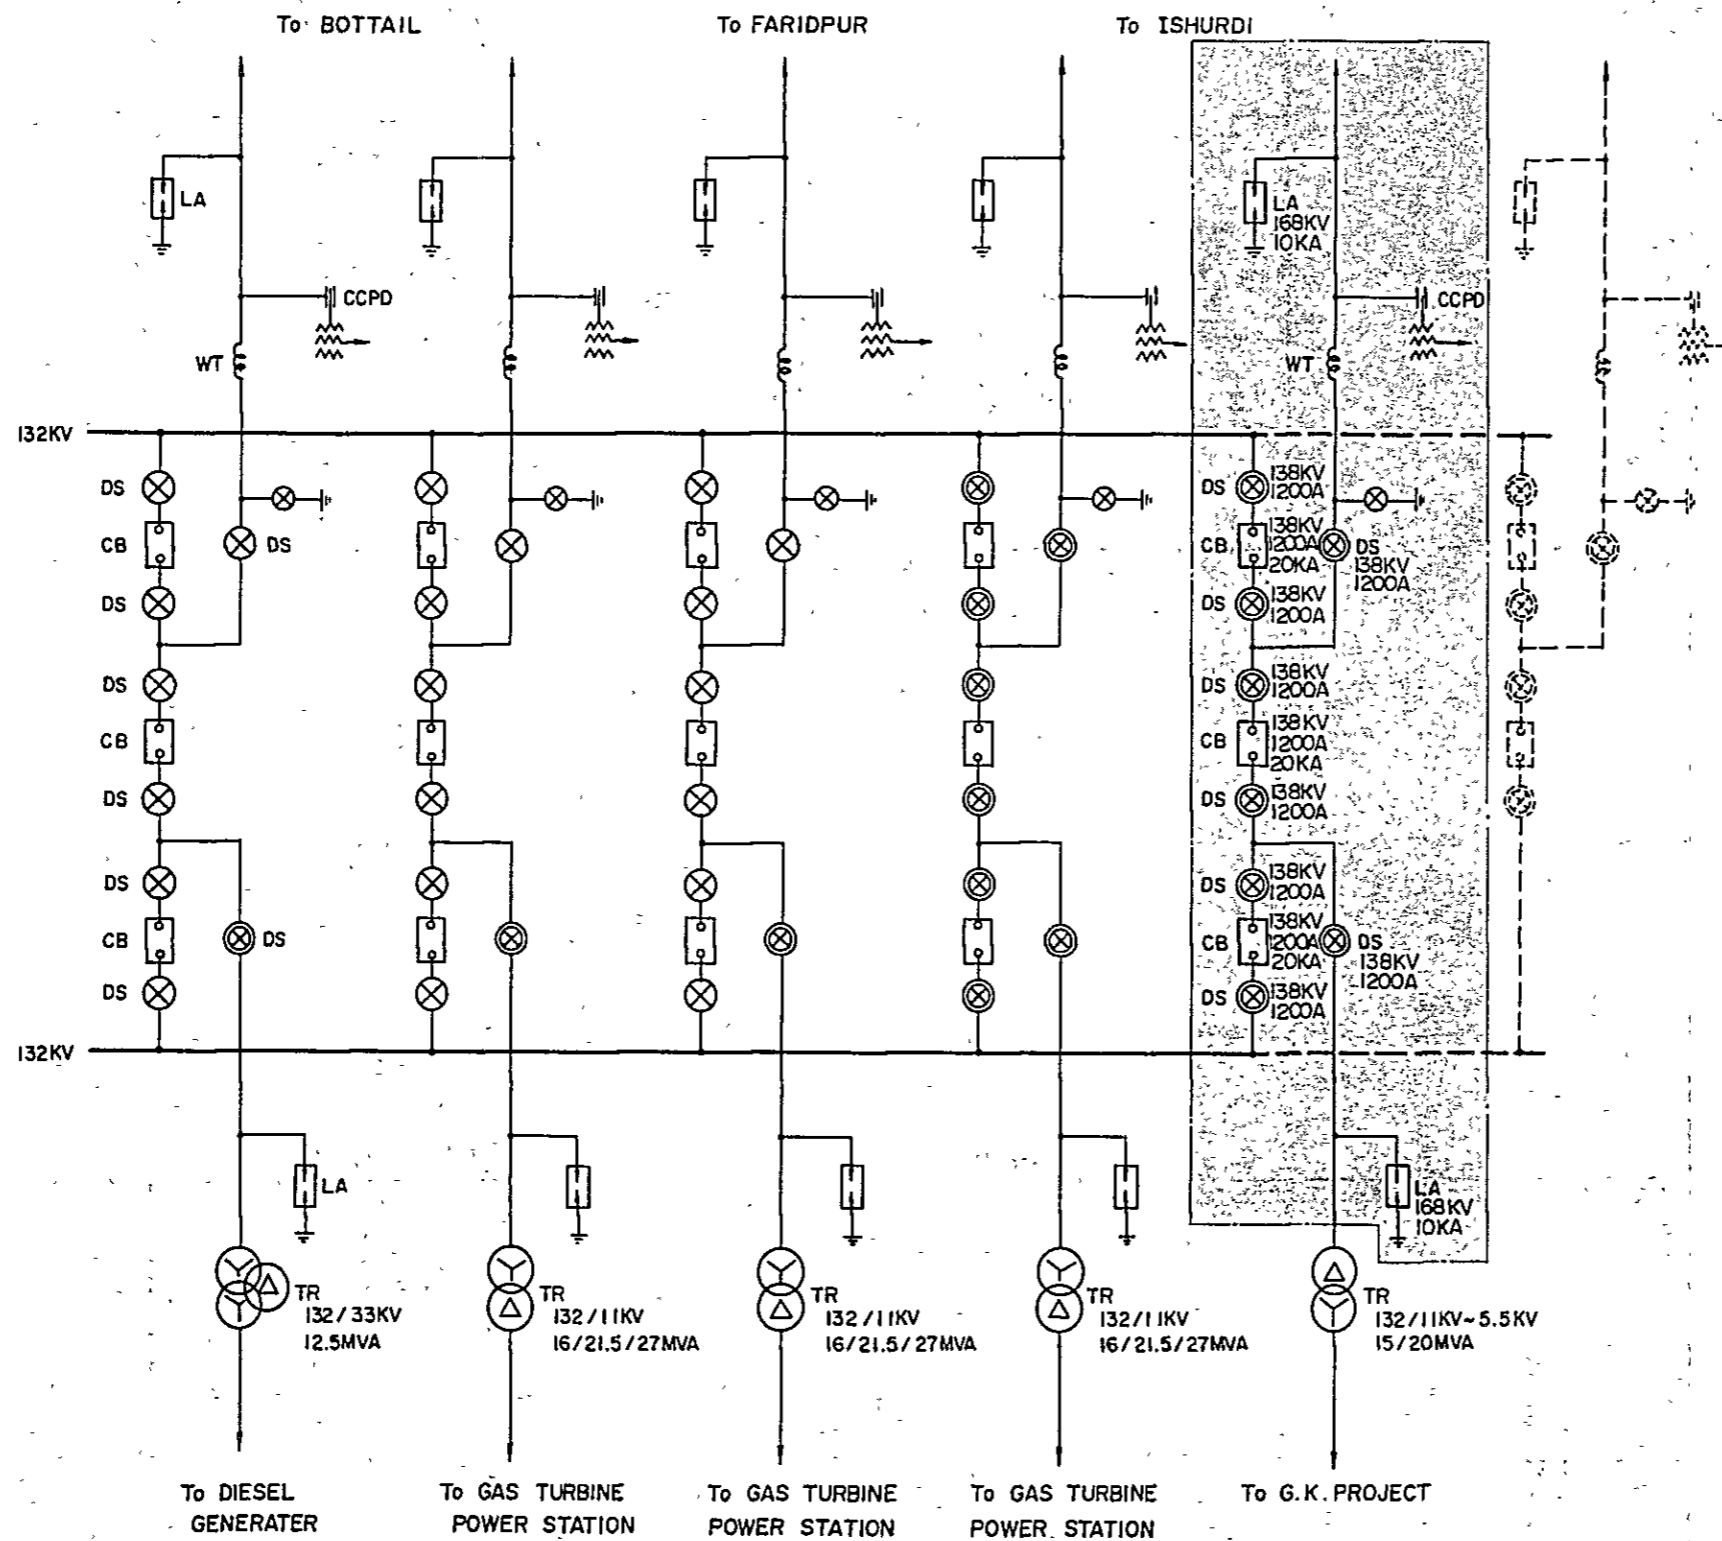 To BOTTAIL
To FARIDPUR
To ISHURDI
LA
LA
168KV
10KA
CCPD
CCPD
WT
WT
132KV
DS
DS
138KV
1200A
CB
DS
CB
138KV
1200A
20KA
DS
138KV
1200A
DS
DS
138KV
1200A
DS
DS
138KV
1200A
CB
CB
138KV
1200A
20KA
DS
DS
138KV
1200A
DS
DS
138KV
1200A
CB
DS
CB
138KV
1200A
20KA
DS
138KV
1200A
DS
DS
138KV
1200A
132KV
LA
LA
168KV
10KA
TR
132/33KV
12.5MVA
TR
132/11KV
16/21.5/27MVA
TR
132/11KV
16/21.5/27MVA
TR
132/11KV
16/21.5/27MVA
TR
132/11KV~5.5KV
15/20MVA
To DIESEL
GENERATER
To GAS TURBINE
POWER STATION
To GAS TURBINE
POWER STATION
To GAS TURBINE
POWER STATION
To G.K. PROJECT